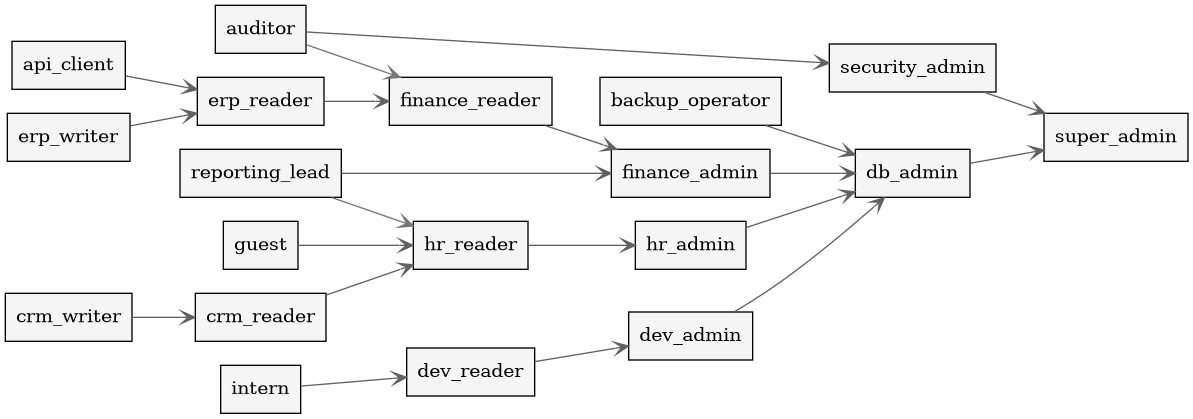 auditor
api_client
security_admin
erp_reader
finance_reader
backup_operator
erp_writer
super_admin
reporting_lead
finance_admin
db_admin
guest
hr_reader
hr_admin
crm_writer
crm_reader
dev_admin
dev_reader
intern